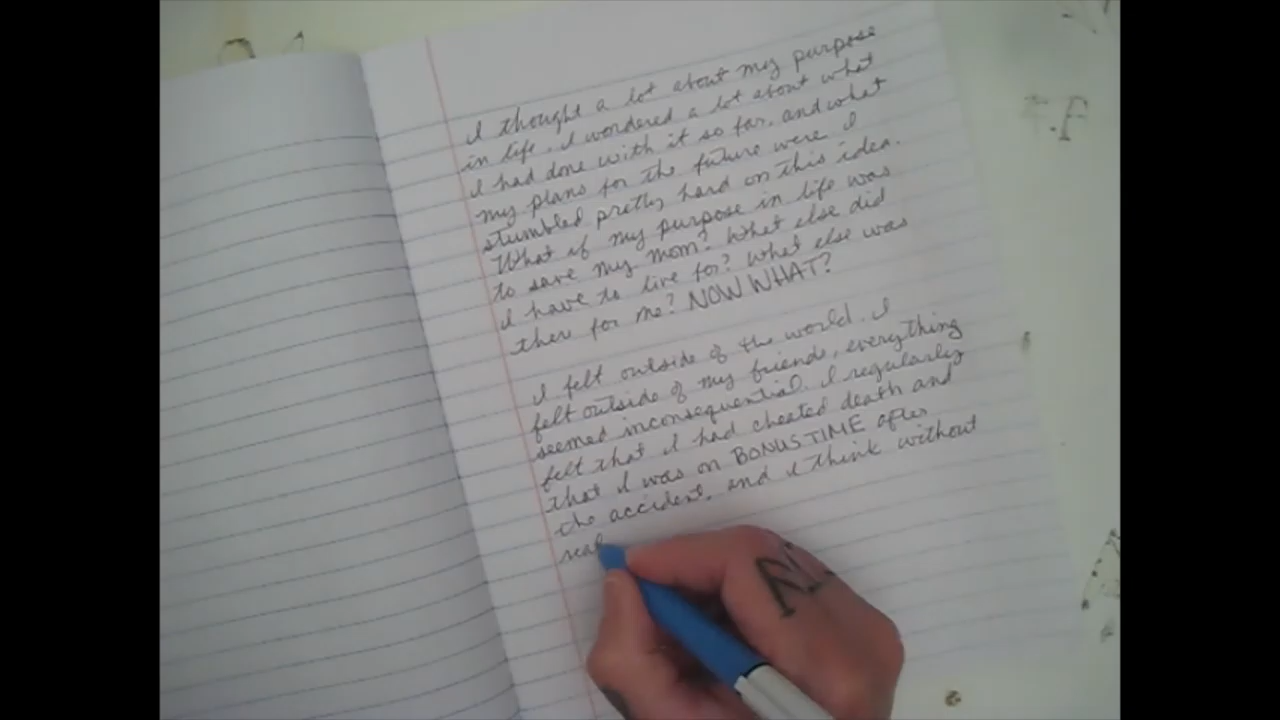 I thought a lot about my purpose
in life. I wordered a lot about what
I had done with it so far, and what
my plans for the future were I
stumbled pretty hard on this idea.
What if my purpose in life was
to save my mom? What else did
I have to live for? What else was
there for me? NOW WHAT?
I felt outside of the world. I
felt outside of my friends, everything
seemed inconsequential. I regularly
felt that I had cheated death and
that I was on BONUS TIME after
the accident, and I think without
real